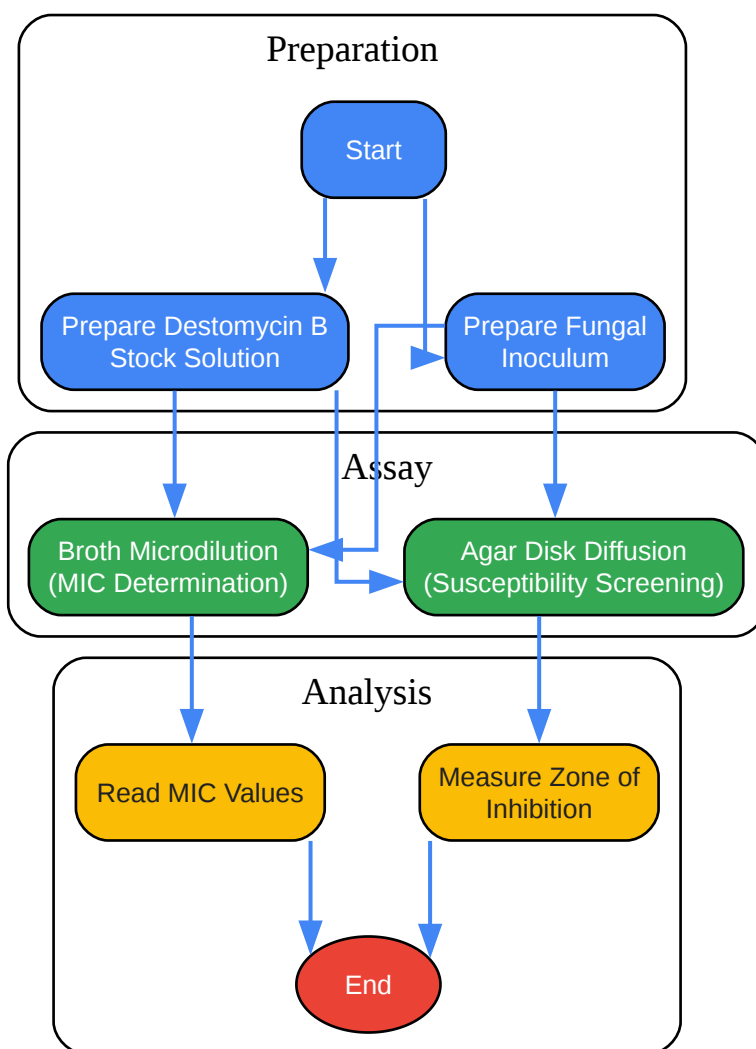 Preparation
Start
Prepare Destomycin B
Stock Solution
Prepare Fungal
Inoculum
Assay
Broth Microdilution
(MIC Determination)
Agar Disk Diffusion
(Susceptibility Screening)
Analysis
Read MIC Values
Measure Zone of
Inhibition
End